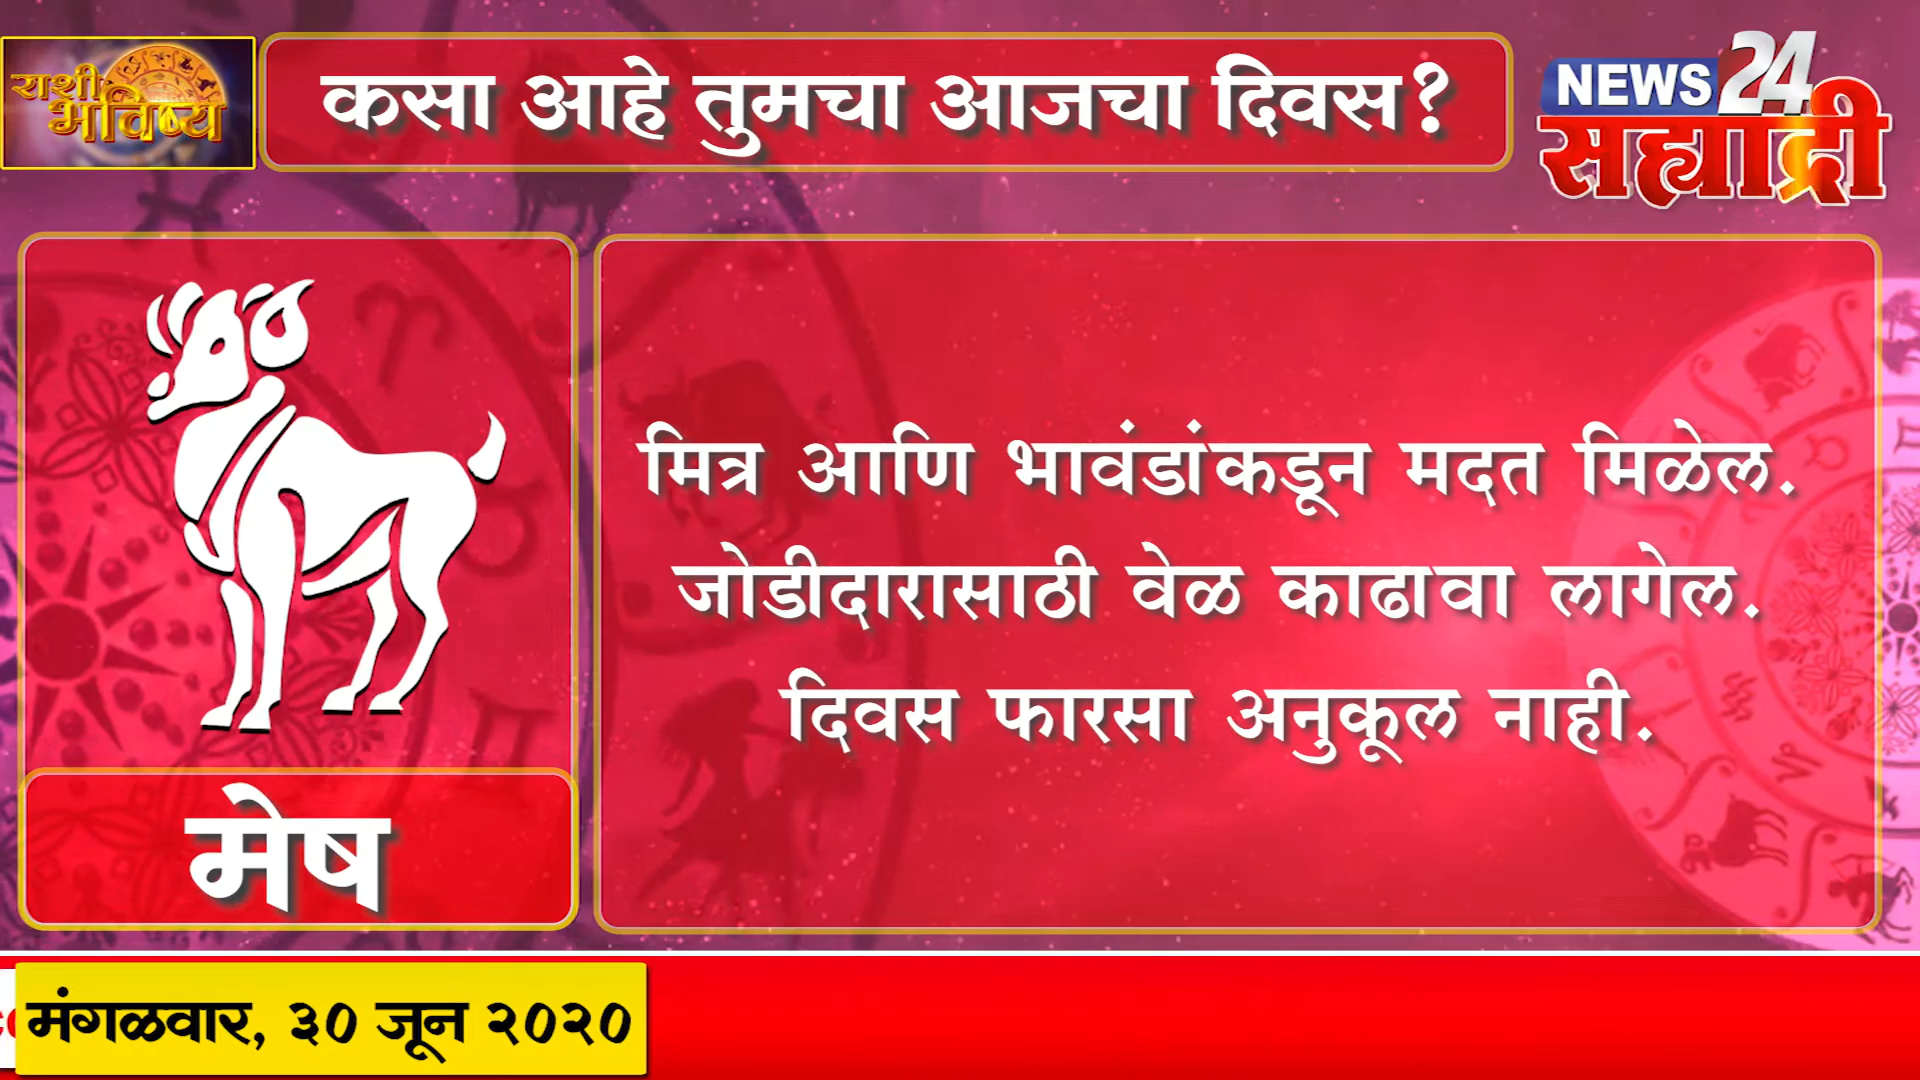 राशी
भविष्य
कसा आहे तुमचा आजचा दिवस?
NEWS 24
सह्याद्री
मित्र आणि भावंडांकडून मदत मिळेल.
जोडीदारासाठी वेळ काढावा लागेल.
दिवस फारसा अनुकूल नाही.
मेष
मंगळवार, ३० जून २०२०